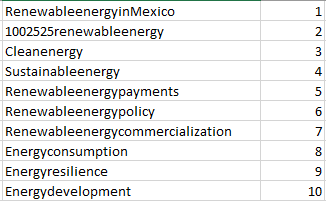 RenewableenergyinMexico 1
1002525renewableenergy 2
Cleanenergy 3
Sustainableenergy 4
Renewableenergypayments 5
Renewableenergypolicy 6
Renewableenergycommercialization 7
Energyconsumption 8
Energyresilience 9
Energydevelopment 10